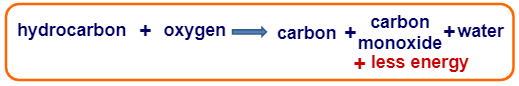 hydrocarbon + oxygen → carbon + carbon monoxide + water
+ less energy